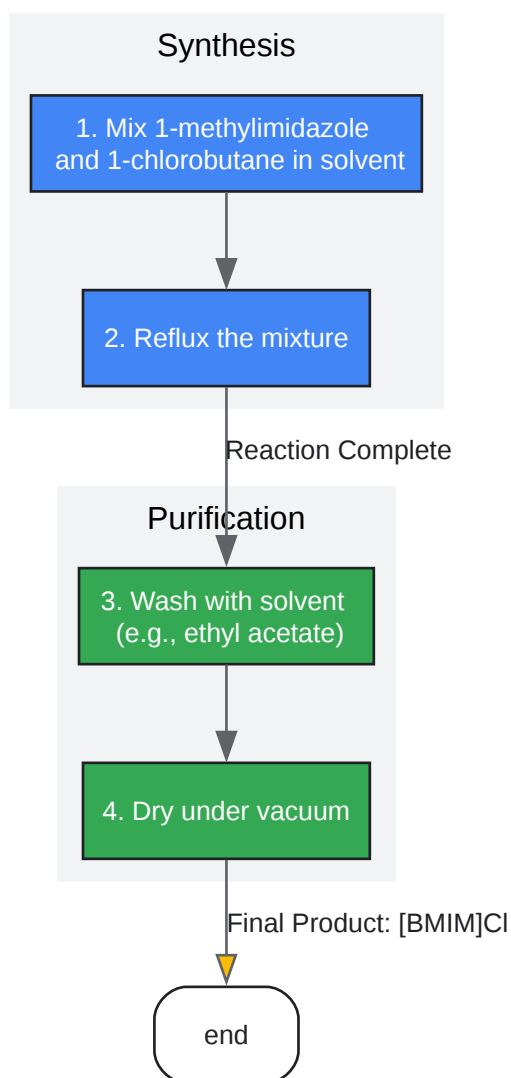 Synthesis
1. Mix 1-methylimidazole
and 1-chlorobutane in solvent
2. Reflux the mixture
Reaction Complete
Purification
3. Wash with solvent
(e.g., ethyl acetate)
4. Dry under vacuum
Final Product: [BMIM]Cl
end